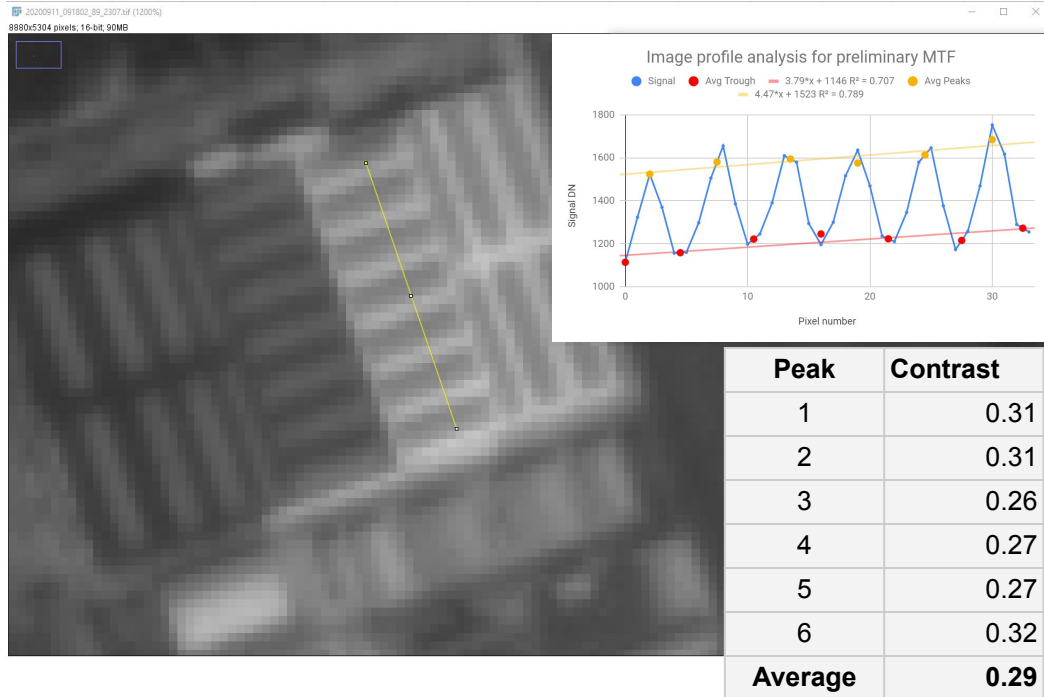 20200911_091802_89_2307.tif (1200%)
8880x5304 pixels; 16-bit; 90MB
Image profile analysis for preliminary MTF
Signal Avg Trough 3.79*x + 1146 R² = 0.707 Avg Peaks
4.47*x + 1523 R² = 0.789
1800
1600
1400
1200
1000
Signal DN
0 10 20 30
Pixel number
Peak Contrast
1 0.31
2 0.31
3 0.26
4 0.27
5 0.27
6 0.32
Average 0.29